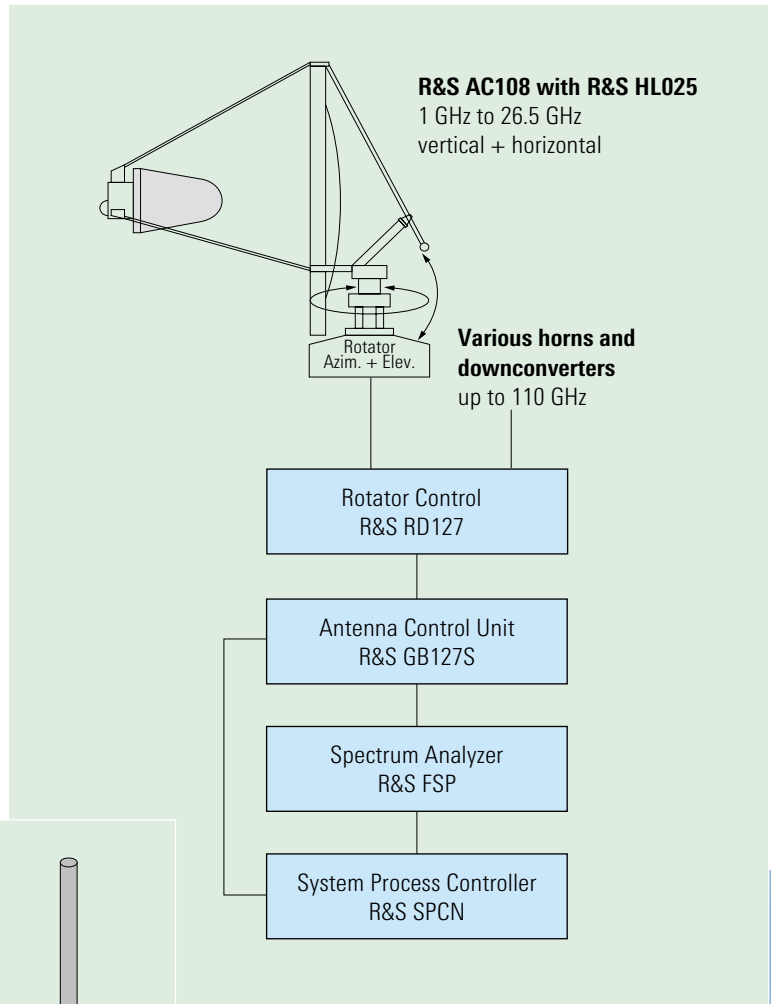 R&S AC108 with R&S HL025
1 GHz to 26.5 GHz
vertical + horizontal
Rotator
Azim. + Elev.
Various horns and
downconverters
up to 110 GHz
Rotator Control
R&S RD127
Antenna Control Unit
R&S GB127S
Spectrum Analyzer
R&S FSP
System Process Controller
R&S SPCN